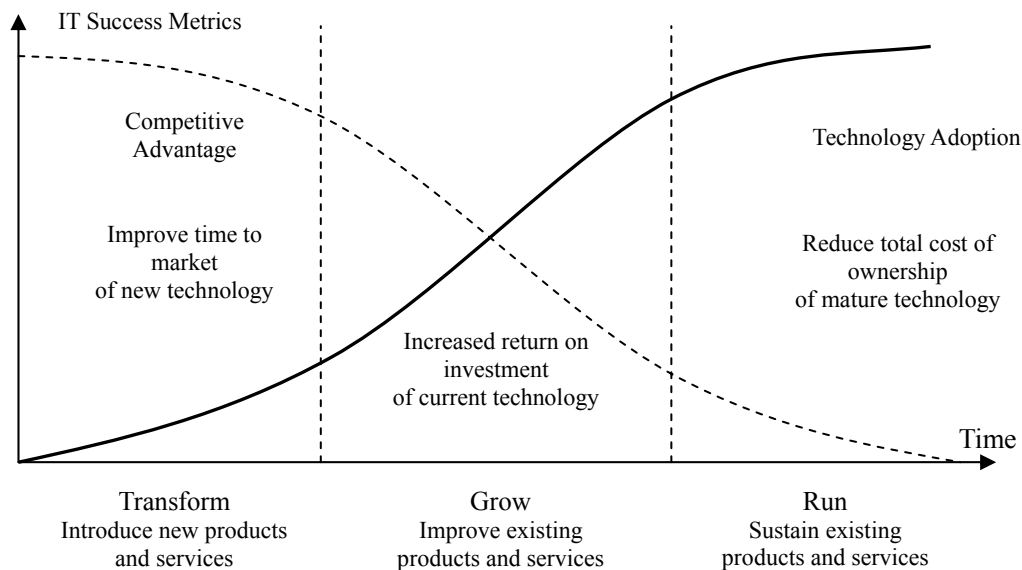 IT Success Metrics
Competitive
Advantage
Technology Adoption
Improve time to
market
of new technology
Reduce total cost of
ownership
of mature technology
Increased return on
investment
of current technology
Time
Transform
Introduce new products
and services
Grow
Improve existing
products and services
Run
Sustain existing
products and services